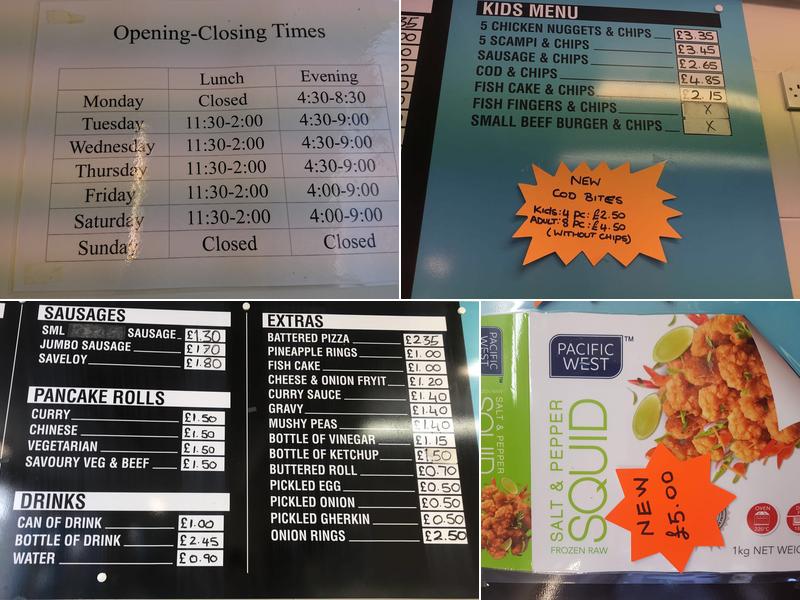 Opening-Closing Times
Lunch Evening
Monday Closed 4:30-8:30
Tuesday 11:30-2:00 4:30-9:00
Wednesday 11:30-2:00 4:30-9:00
Thursday 11:30-2:00 4:30-9:00
Friday 11:30-2:00 4:00-9:00
Saturday 11:30-2:00 4:00-9:00
Sunday Closed Closed
KIDS MENU
5 CHICKEN NUGGETS & CHIPS £3.35
5 SCAMPI & CHIPS £3.45
SAUSAGE & CHIPS £2.65
COD & CHIPS £4.85
FISH CAKE & CHIPS £2.15
FISH FINGERS & CHIPS X
SMALL BEEF BURGER & CHIPS X
NEW
COD BITES
KIDS: 4 PC: £2.50
ADULT: 8 PC: £4.50
(WITHOUT CHIPS)
SAUSAGES
SML SAUSAGE £1.30
JUMBO SAUSAGE £1.70
SAVELOY £1.80
PANCAKE ROLLS
CURRY £1.50
CHINESE £1.50
VEGETARIAN £1.50
SAVOURY VEG & BEEF £1.50
DRINKS
CAN OF DRINK £1.00
BOTTLE OF DRINK £2.45
WATER £0.90
EXTRAS
BATTERED PIZZA £2.35
PINEAPPLE RINGS £1.00
FISH CAKE £1.00
CHEESE & ONION FRYIT £1.20
CURRY SAUCE £1.40
GRAVY £1.40
MUSHY PEAS £1.40
BOTTLE OF VINEGAR £1.15
BOTTLE OF KETCHUP £1.50
BUTTERED ROLL £0.70
PICKLED EGG £0.50
PICKLED ONION £0.50
PICKLED GHERKIN £0.50
ONION RINGS £2.50
PACIFIC
WEST™
SALT & PEPPER
SQUID
FROZEN RAW
NEW
£5.00
OVEN
220°C
1kg NET
PACIFIC
WEST
SALT & PEPPER
SQUID